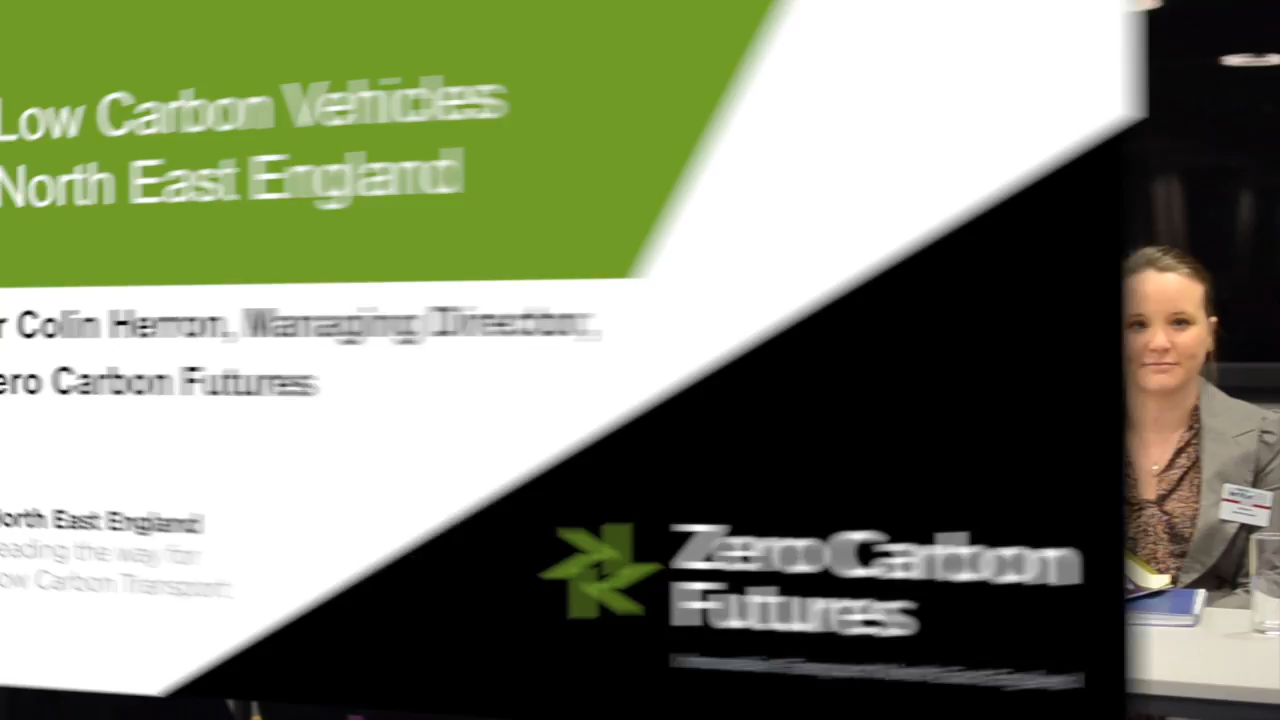 Low Carbon Vehicles
North East England
r Colin Herron, Managing Director,
ero Carbon Futures
orth East England
eading the way for
ow Carbon Transport
Zero Carbon
Futures